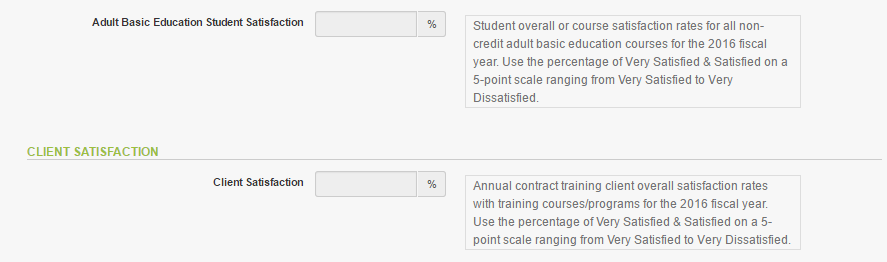 Adult Basic Education Student Satisfaction
%
Student overall or course satisfaction rates for all non-
credit adult basic education courses for the 2016 fiscal
year. Use the percentage of Very Satisfied & Satisfied on a
5-point scale ranging from Very Satisfied to Very
Dissatisfied.
CLIENT SATISFACTION
Client Satisfaction
%
Annual contract training client overall satisfaction rates
with training courses/programs for the 2016 fiscal year.
Use the percentage of Very Satisfied & Satisfied on a 5-
point scale ranging from Very Satisfied to Very Dissatisfied.